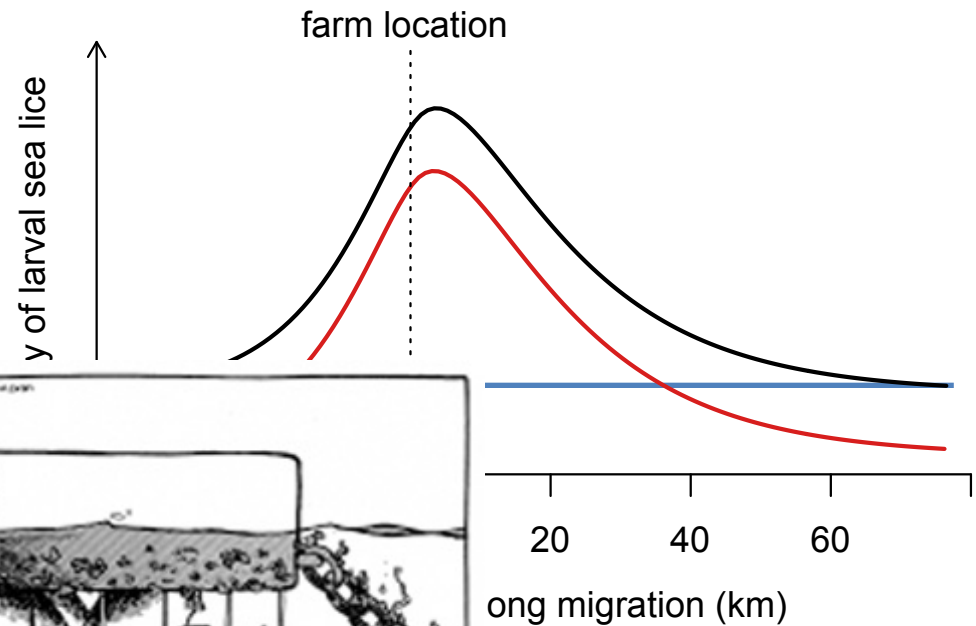 farm location
y of larval sea lice
20 40 60
ong migration (km)